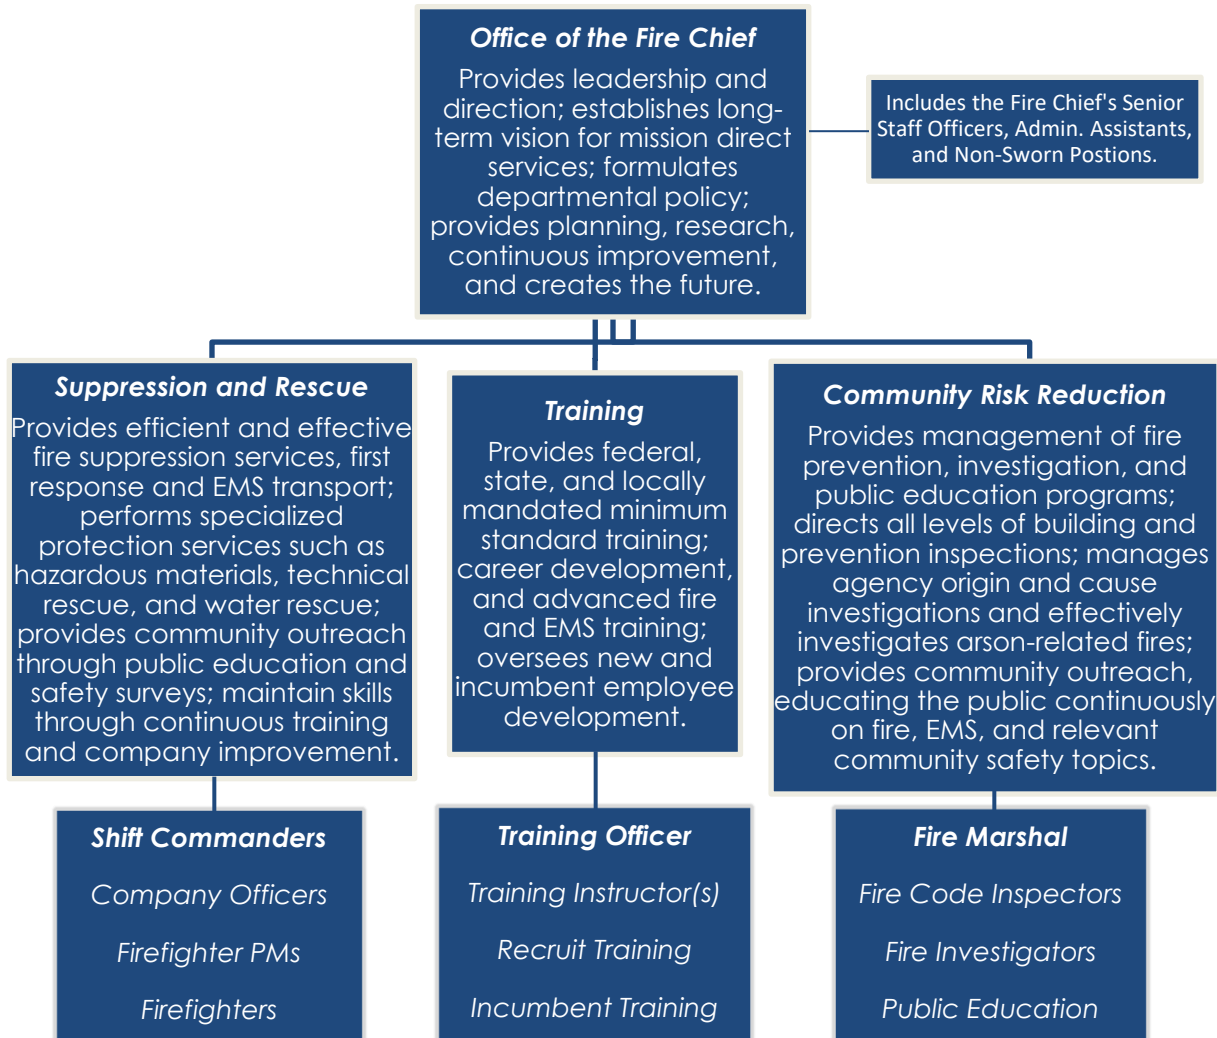 Office of the Fire Chief
Provides leadership and
direction; establishes long-
term vision for mission direct
services; formulates
departmental policy;
provides planning, research,
continuous improvement,
and creates the future.
Includes the Fire Chief's Senior
Staff Officers, Admin. Assistants,
and Non-Sworn Postions.
Suppression and Rescue
Provides efficient and effective
fire suppression services, first
response and EMS transport;
performs specialized
protection services such as
hazardous materials, technical
rescue, and water rescue;
provides community outreach
through public education and
safety surveys; maintain skills
through continuous training
and company improvement.
Training
Provides federal,
state, and locally
mandated minimum
standard training;
career development,
and advanced fire
and EMS training;
oversees new and
incumbent employee
development.
Community Risk Reduction
Provides management of fire
prevention, investigation, and
public education programs;
directs all levels of building and
prevention inspections; manages
agency origin and cause
investigations and effectively
investigates arson-related fires;
provides community outreach,
educating the public continuously
on fire, EMS, and relevant
community safety topics.
Shift Commanders
Company Officers
Firefighter PMs
Firefighters
Training Officer
Training Instructor(s)
Recruit Training
Incumbent Training
Fire Marshal
Fire Code Inspectors
Fire Investigators
Public Education